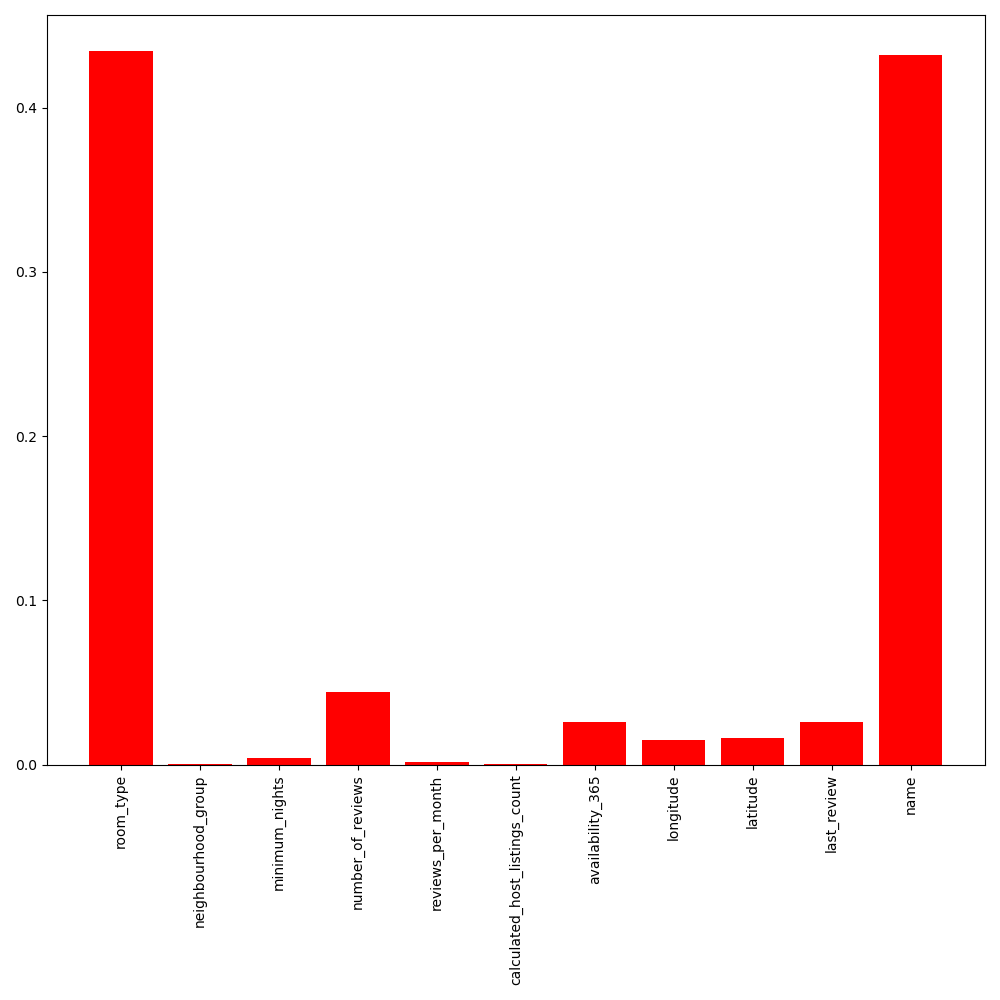 0.4
0.3
0.2
0.1
0.0
room_type
neighbourhood_group
minimum_nights
number_of_reviews
reviews_per_month
calculated_host_listings_count
availability_365
longitude
latitude
last_review
name